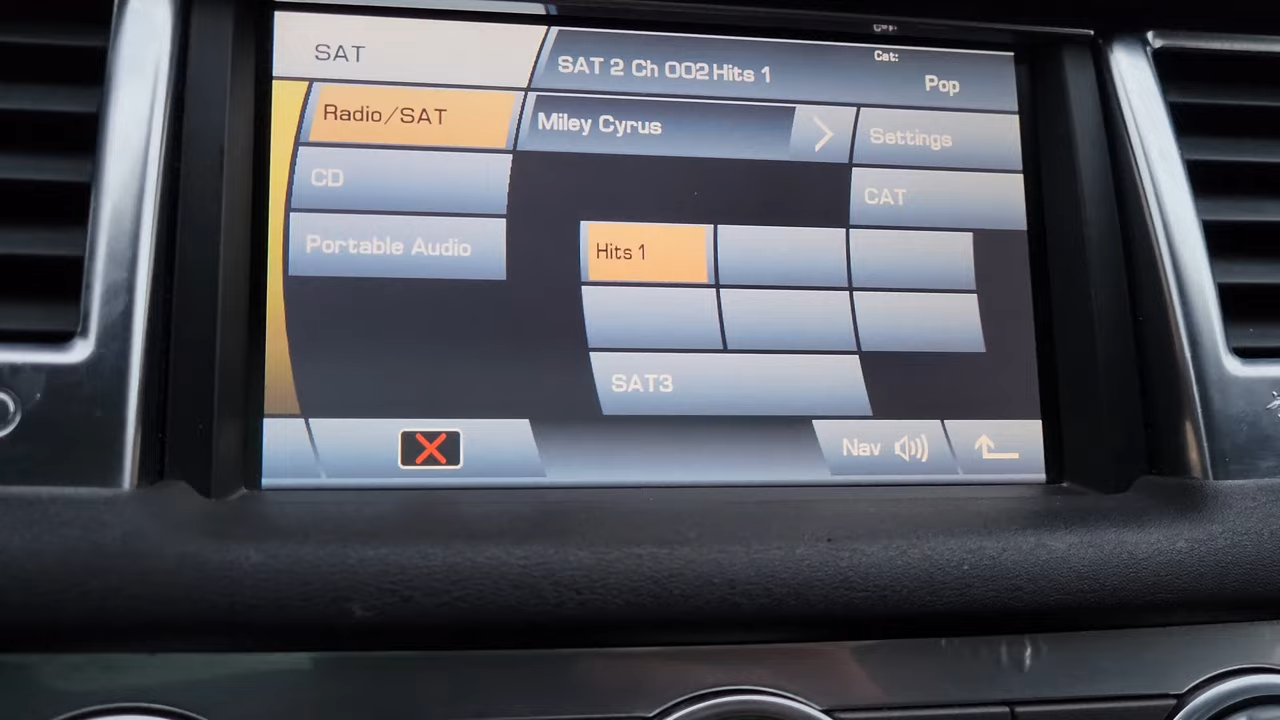 SAT
SAT 2 Ch 002 Hits 1
Cat:
Pop
Radio/SAT
Miley Cyrus
Settings
CD
CAT
Portable Audio
Hits 1
SAT3
Nav